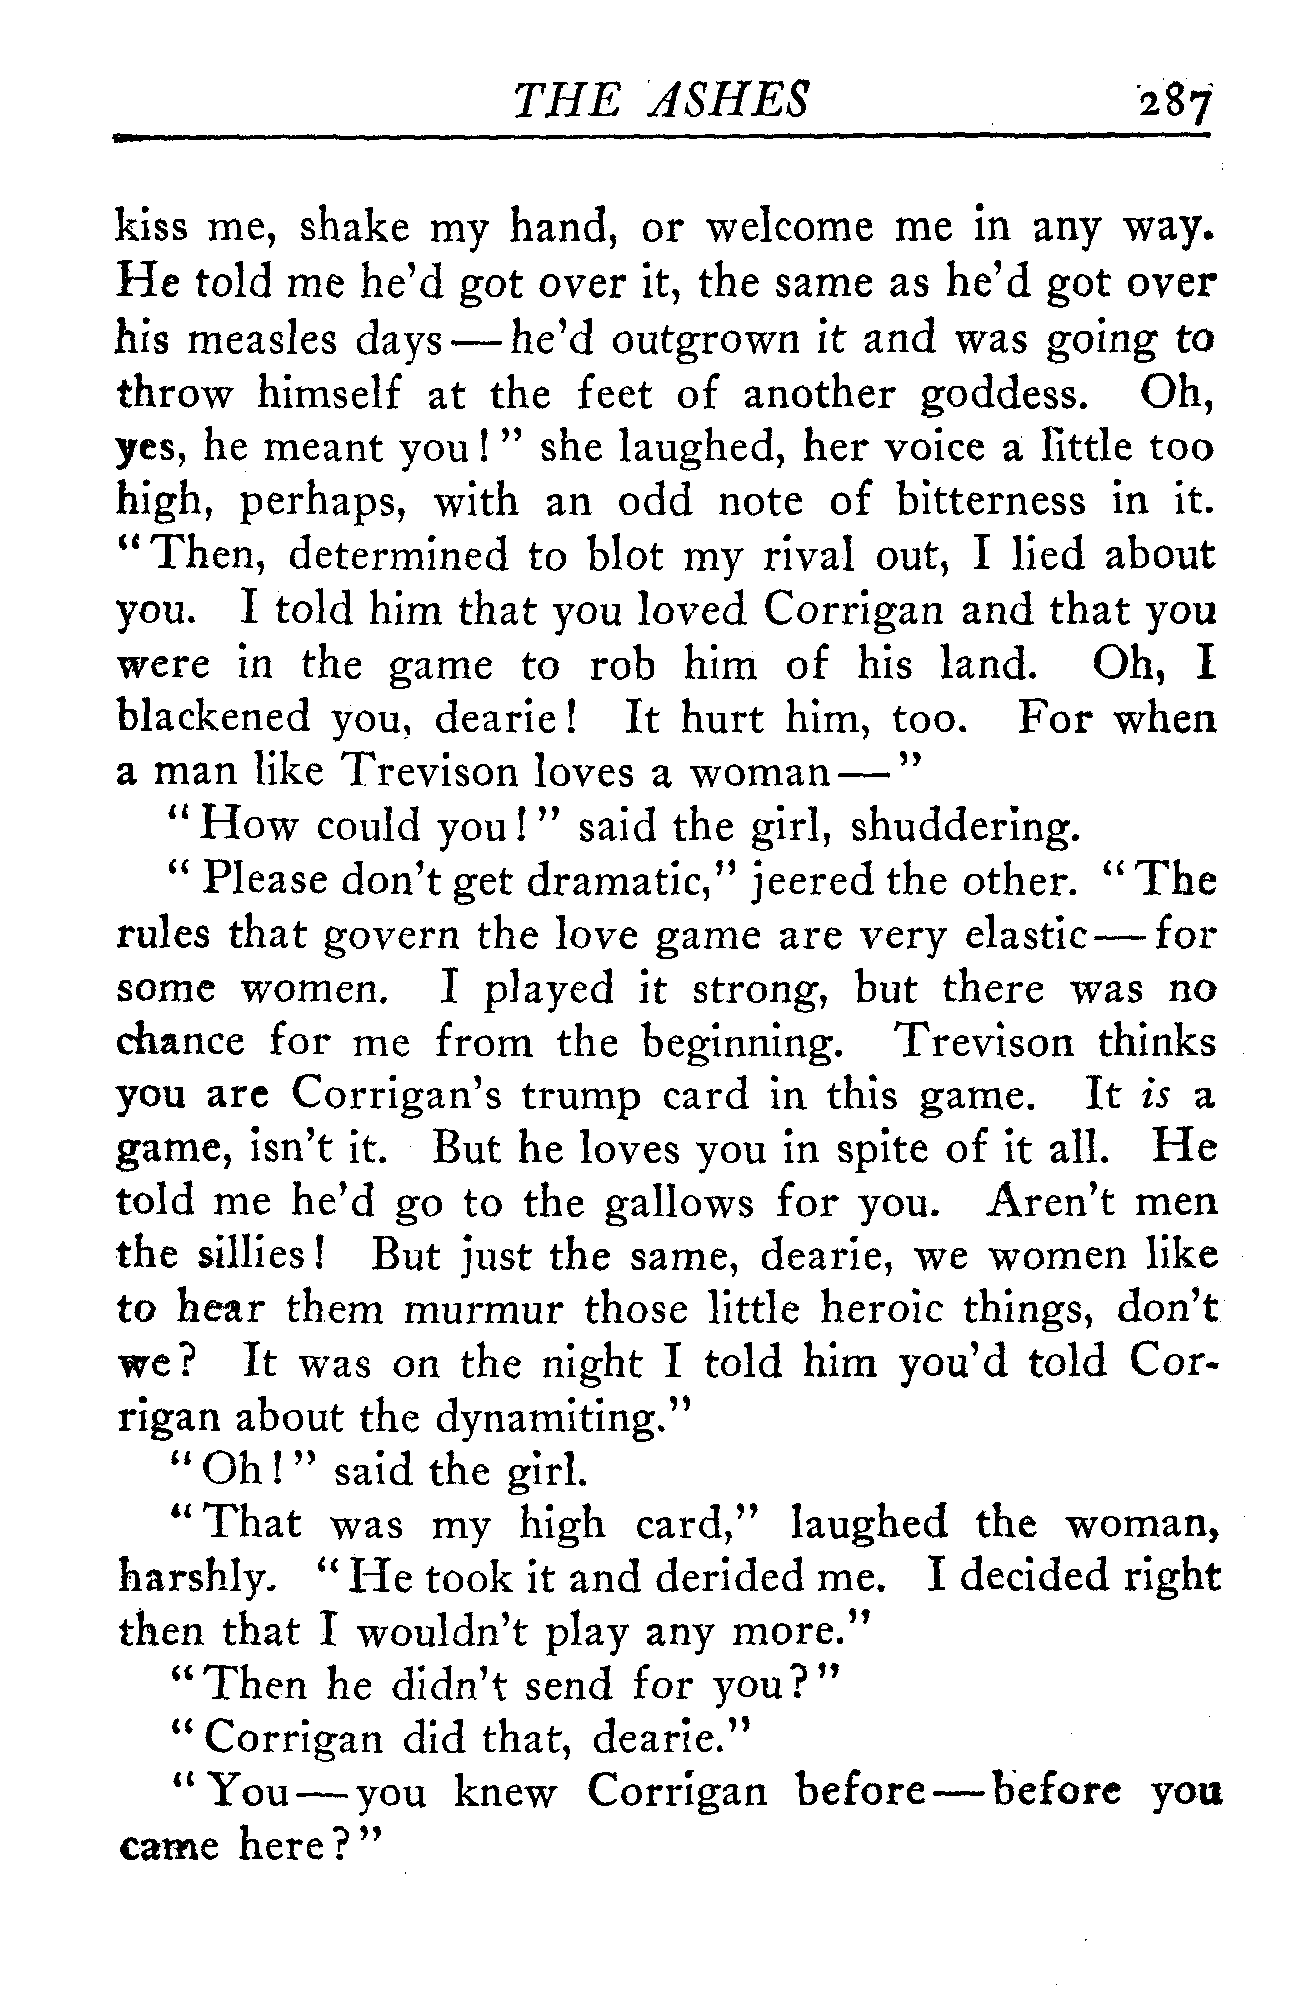 THE ASHES 287
kiss me, shake my hand, or welcome me in any way.
He told me he'd got over it, the same as he'd got over
his measles days—he'd outgrown it and was going to
throw himself at the feet of another goddess. Oh,
yes, he meant you!" she laughed, her voice a little too
high, perhaps, with an odd note of bitterness in it.
"Then, determined to blot my rival out, I lied about
you. I told him that you loved Corrigan and that you
were in the game to rob him of his land. Oh, I
blackened you, dearie! It hurt him, too. For when
a man like Trevison loves a woman—"
"How could you!" said the girl, shuddering.
"Please don't get dramatic," jeered the other. "The
rules that govern the love game are very elastic—for
some women. I played it strong, but there was no
chance for me from the beginning. Trevison thinks
you are Corrigan's trump card in this game. It is a
game, isn't it. But he loves you in spite of it all. He
told me he'd go to the gallows for you. Aren't men
the sillies! But just the same, dearie, we women like
to hear them murmur those little heroic things, don't
we? It was on the night I told him you'd told Cor-
rigan about the dynamiting."
"Oh!" said the girl.
"That was my high card," laughed the woman,
harshly. "He took it and derided me. I decided right
then that I wouldn't play any more."
"Then he didn't send for you?"
"Corrigan did that, dearie."
"You—you knew Corrigan before—before you
came here?"